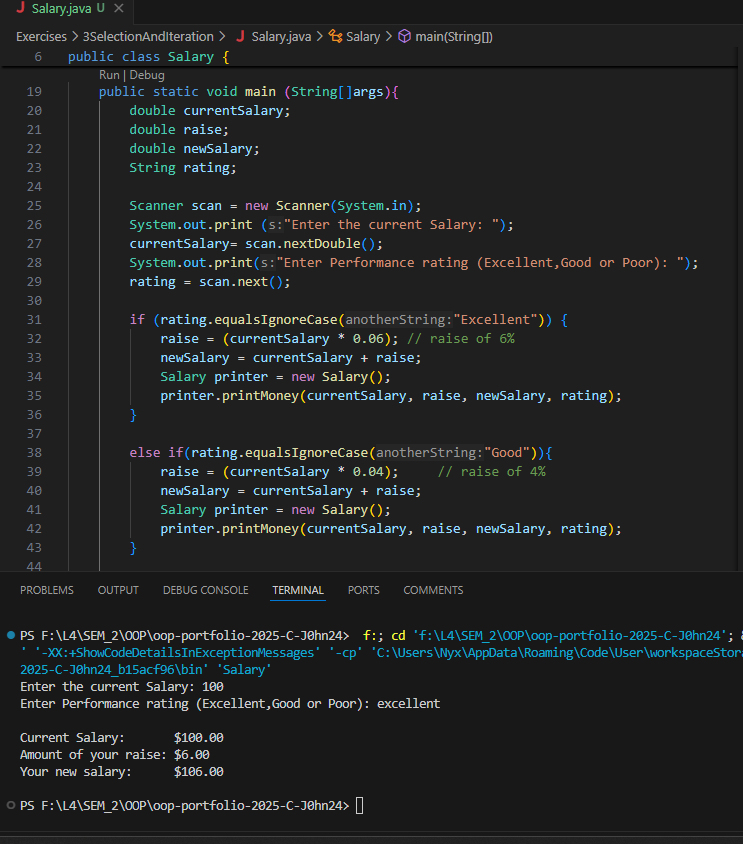 Salary.java U ×
Exercises > 3SelectionAndIteration > Salary.java > Salary > main(String[])
6 public class Salary {
Run | Debug
19 public static void main (String[]args){
20 double currentSalary;
21 double raise;
22 double newSalary;
23 String rating;
24
25 Scanner scan = new Scanner(System.in);
26 System.out.print (s:"Enter the current Salary: ");
27 currentSalary= scan.nextDouble();
28 System.out.print(s:"Enter Performance rating (Excellent,Good or Poor): ");
29 rating = scan.next();
30
31 if (rating.equalsIgnoreCase(anotherString:"Excellent")) {
32 raise = (currentSalary * 0.06); // raise of 6%
33 newSalary = currentSalary + raise;
34 Salary printer = new Salary();
35 printer.printMoney(currentSalary, raise, newSalary, rating);
36 }
37
38 else if(rating.equalsIgnoreCase(anotherString:"Good")){
39 raise = (currentSalary * 0.04); // raise of 4%
40 newSalary = currentSalary + raise;
41 Salary printer = new Salary();
42 printer.printMoney(currentSalary, raise, newSalary, rating);
43 }
44
PROBLEMS OUTPUT DEBUG CONSOLE TERMINAL PORTS COMMENTS
PS F:\L4\SEM_2\OOP\oop-portfolio-2025-C-J0hn24> f:; cd 'f:\L4\SEM_2\OOP\oop-portfolio-2025-C-J0hn24'; &
' '-XX:+ShowCodeDetailsInExceptionMessages' '-cp' 'C:\Users\Nyx\AppData\Roaming\Code\User\workspaceStora
2025-C-J0hn24_b15acf96\bin' 'Salary'
Enter the current Salary: 100
Enter Performance rating (Excellent,Good or Poor): excellent
Current Salary: $100.00
Amount of your raise: $6.00
Your new salary: $106.00
PS F:\L4\SEM_2\OOP\oop-portfolio-2025-C-J0hn24>